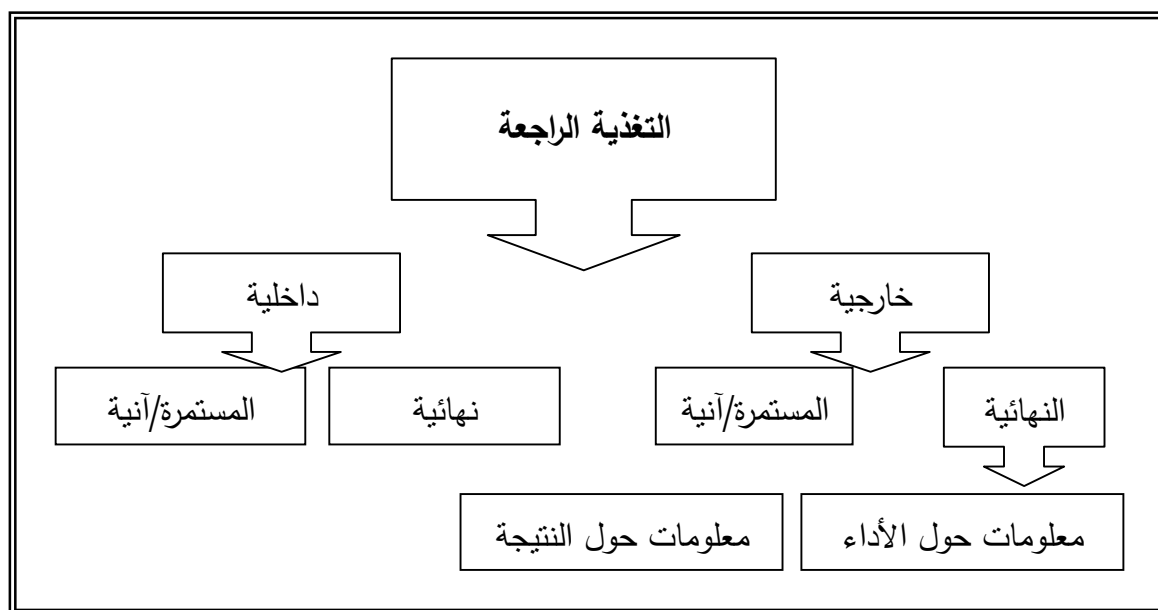 التغذية الراجعة
خارجية
داخلية
النهائية
المستمرة/آنية
نهائية
المستمرة/آنية
معلومات حول الأداء
معلومات حول النتيجة